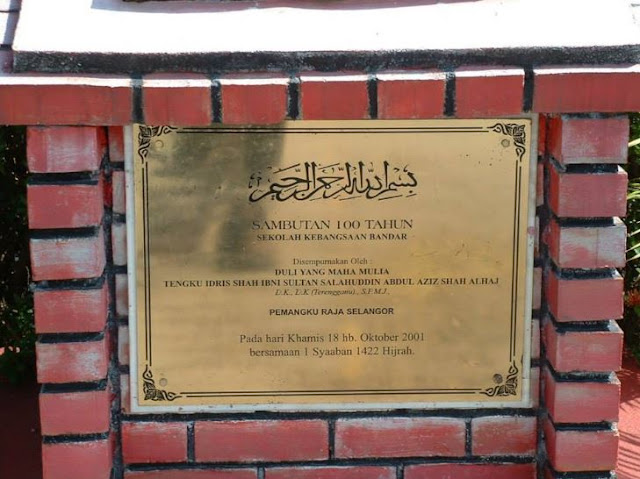 بسم الله الرحمن الرحيم
SAMBUTAN 100 TAHUN
SEKOLAH KEBANGSAAN BANDAR
Disempurnakan Oleh :
DULI YANG MAHA MULIA
TENGKU IDRIS SHAH IBNI SULTAN SALAHUDDIN ABDUL AZIZ SHAH ALHAJ
D.K., D.K (Terengganu)., S.P.M.J.,
PEMANGKU RAJA SELANGOR
Pada hari Khamis 18 hb. Oktober 2001
bersamaan 1 Syaaban 1422 Hijrah.